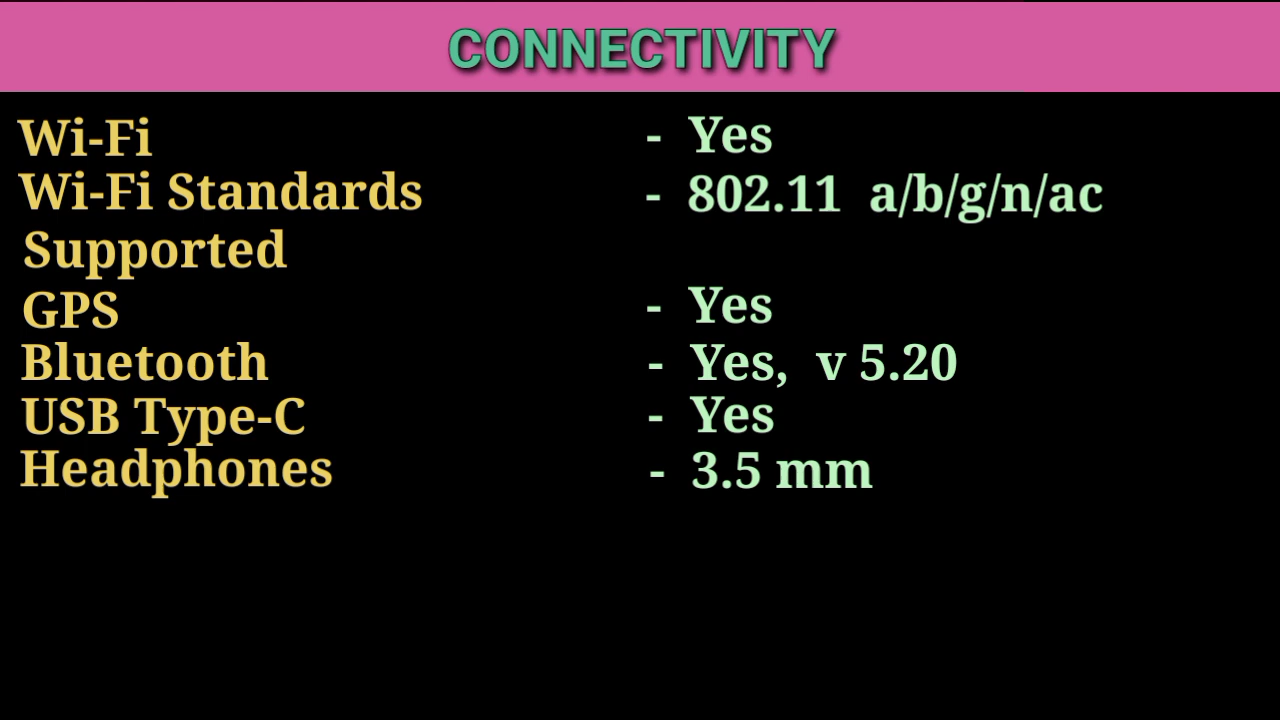 CONNECTIVITY
Wi-Fi - Yes
Wi-Fi Standards - 802.11 a/b/g/n/ac
Supported
GPS - Yes
Bluetooth - Yes, v 5.20
USB Type-C - Yes
Headphones - 3.5 mm